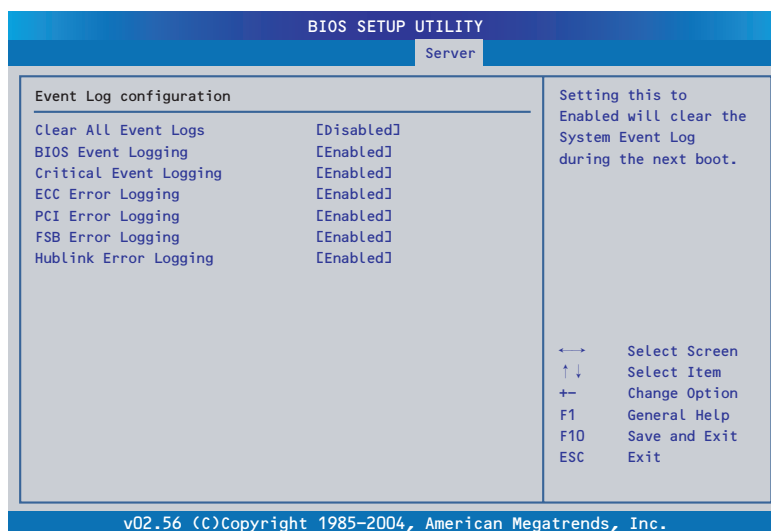 BIOS SETUP UTILITY
Server
Event Log configuration
Clear All Event Logs [Disabled]
BIOS Event Logging [Enabled]
Critical Event Logging [Enabled]
ECC Error Logging [Enabled]
PCI Error Logging [Enabled]
FSB Error Logging [Enabled]
Hublink Error Logging [Enabled]
Setting this to
Enabled will clear the
System Event Log
during the next boot.
←→ Select Screen
↑↓ Select Item
+− Change Option
F1 General Help
F10 Save and Exit
ESC Exit
v02.56 (C)Copyright 1985-2004, American Megatrends, Inc.